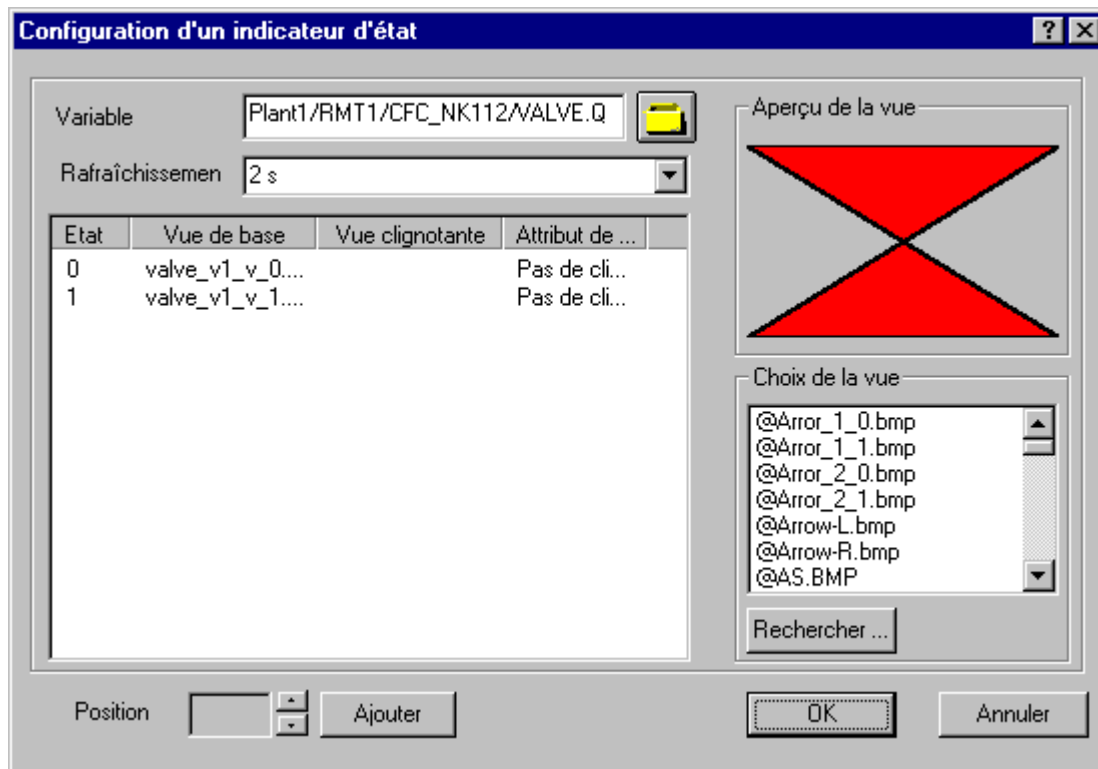 Configuration d'un indicateur d'état
Variable
Plant1/RMT1/CFC_NK112/VALVE.Q
Rafraîchissemen
2 s
Etat Vue de base Vue clignotante Attribut de ...
0 valve_v1_v_0.... Pas de cli...
1 valve_v1_v_1.... Pas de cli...
Aperçu de la vue
Choix de la vue
@Arror_1_0.bmp
@Arror_1_1.bmp
@Arror_2_0.bmp
@Arror_2_1.bmp
@Arrow-L.bmp
@Arrow-R.bmp
@AS.BMP
Rechercher ...
Position
Ajouter
OK
Annuler